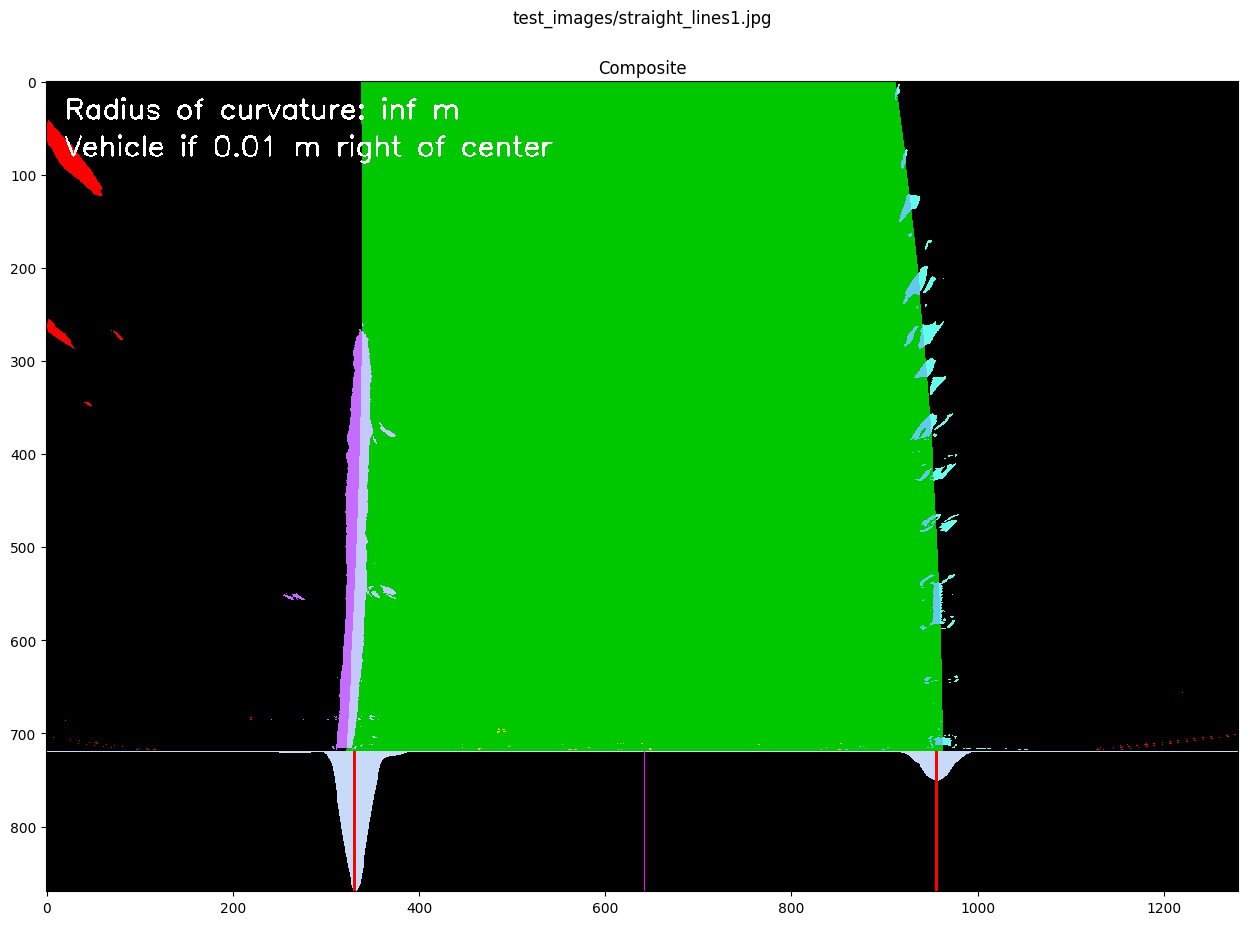 test_images/straight_lines1.jpg
Composite
Radius of curvature: inf m
Vehicle if 0.01 m right of center
0
100
200
300
400
500
600
700
800
0 200 400 600 800 1000 1200